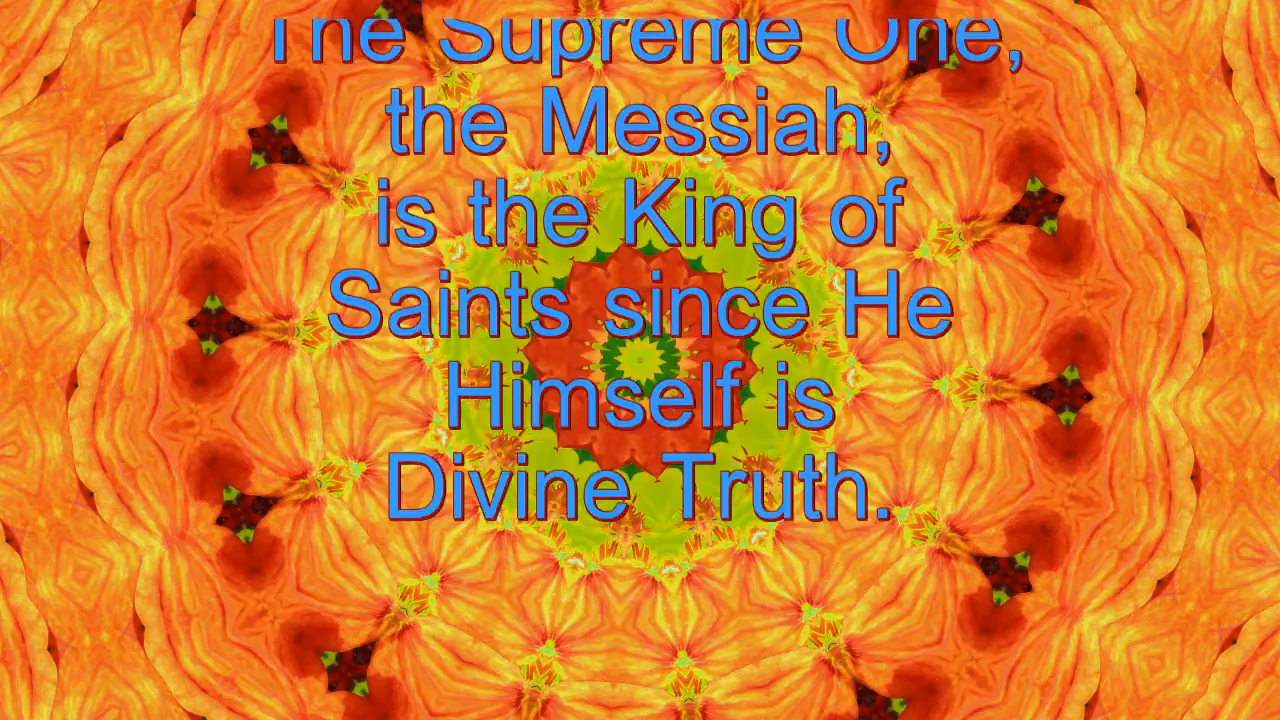 The Supreme One,
the Messiah,
is the King of
Saints since He
Himself is
Divine Truth.